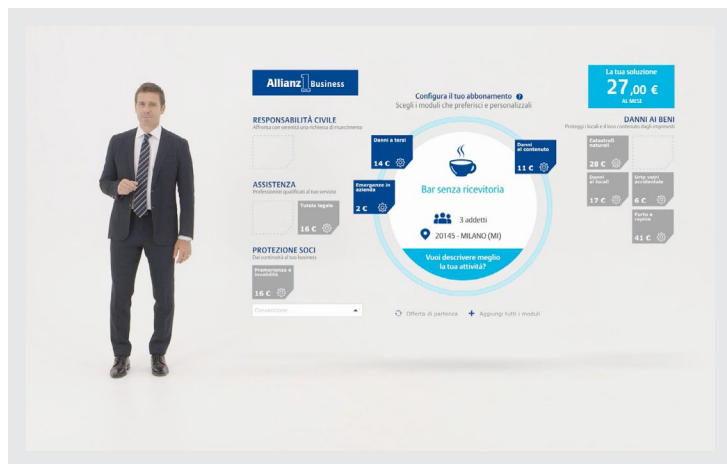 Allianz 1 Business
RESPONSABILITÀ CIVILE
Affronta con serenità una richiesta di risarcimento
ASSISTENZA
Professionisti qualificati al tuo servizio
Tutela legale
16 €
PROTEZIONE SOCI
Dai continuità al tuo business
Premorienza e
invalidità
16 €
Convenzione
Configura il tuo abbonamento ?
Scegli i moduli che preferisci e personalizzali
Danni a terzi
14 €
Emergenze in
azienda
2 €
Danni
al contenuto
11 €
Bar senza ricevitoria
3 addetti
20145 - MILANO (MI)
Vuoi descrivere meglio
la tua attività?
Offerta di partenza + Aggiungi tutti i moduli
La tua soluzione
27,00 €
AL MESE
DANNI AI BENI
Proteggi i locali e il loro contenuto dagli imprevisti
Catastrofi
naturali
28 €
Danni
ai locali
17 €
Urto vetri
accidentale
6 €
Furto e
rapina
41 €